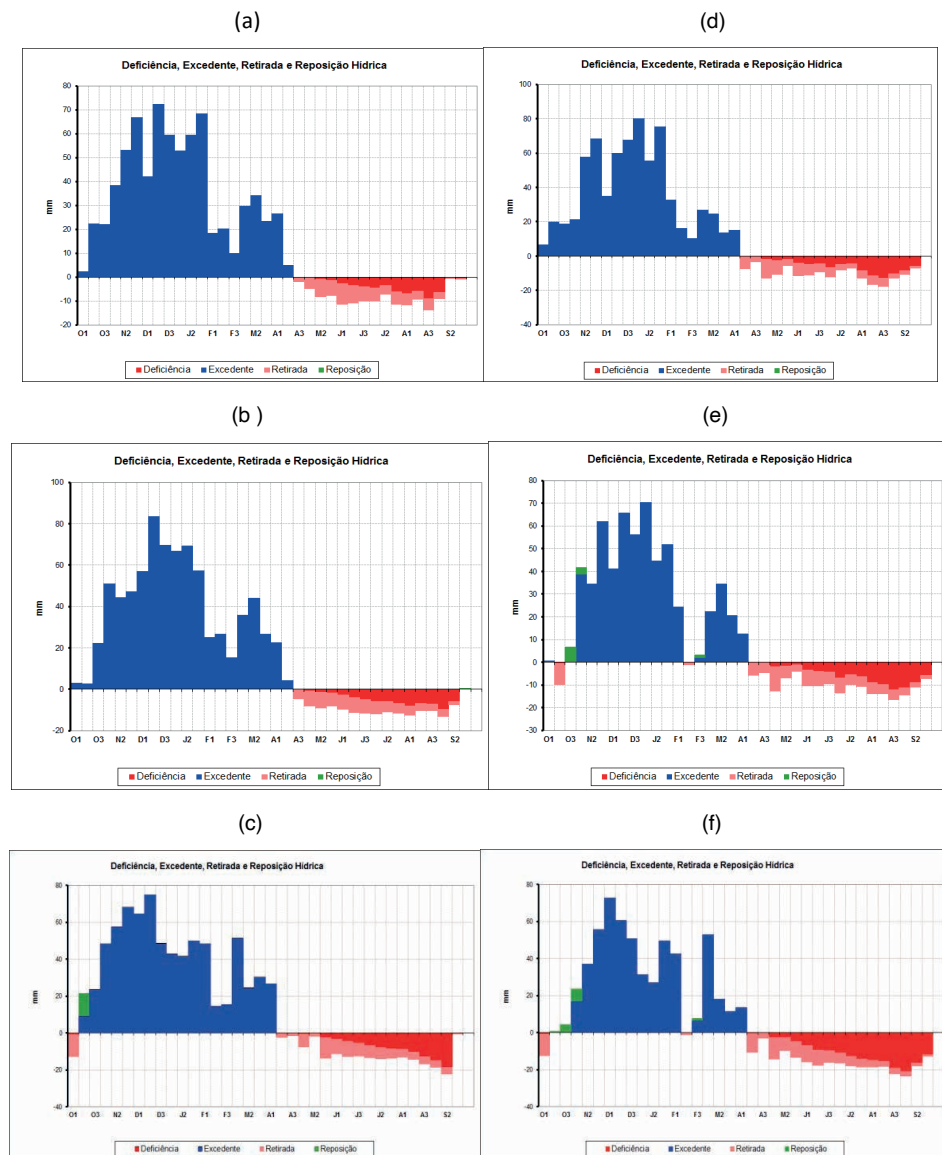 (a)
Deficiência, Excedente, Retirada e Reposição Hídrica
mm
80
70
60
50
40
30
20
10
0
-10
-20
O1 O3 N2 D1 D3 J2 F1 F3 M2 A1 A3 M2 J1 J3 J2 A1 A3 S2
Deficiência Excedente Retirada Reposição
(d)
Deficiência, Excedente, Retirada e Reposição Hídrica
mm
100
80
60
40
20
0
-20
-40
O1 O3 N2 D1 D3 J2 F1 F3 M2 A1 A3 M2 J1 J3 J2 A1 A3 S2
Deficiência Excedente Retirada Reposição
(b )
Deficiência, Excedente, Retirada e Reposição Hídrica
mm
100
80
60
40
20
0
-20
O1 O3 N2 D1 D3 J2 F1 F3 M2 A1 A3 M2 J1 J3 J2 A1 A3 S2
Deficiência Excedente Retirada Reposição
(e)
Deficiência, Excedente, Retirada e Reposição Hídrica
mm
80
70
60
50
40
30
20
10
0
-10
-20
-30
O1 O3 N2 D1 D3 J2 F1 F3 M2 A1 A3 M2 J1 J3 J2 A1 A3 S2
Deficiência Excedente Retirada Reposição
(c)
Deficiência, Excedente, Retirada e Reposição Hídrica
mm
80
60
40
20
0
-20
-40
O1 O3 N2 D1 D3 J2 F1 F3 M2 A1 A3 M2 J1 J3 J2 A1 A3 S2
Deficiência Excedente Retirada Reposição
(f)
Deficiência, Excedente, Retirada e Reposição Hídrica
mm
80
60
40
20
0
-20
-40
O1 O3 N2 D1 D3 J2 F1 F3 M2 A1 A3 M2 J1 J3 J2 A1 A3 S2
Deficiência Excedente Retirada Reposição